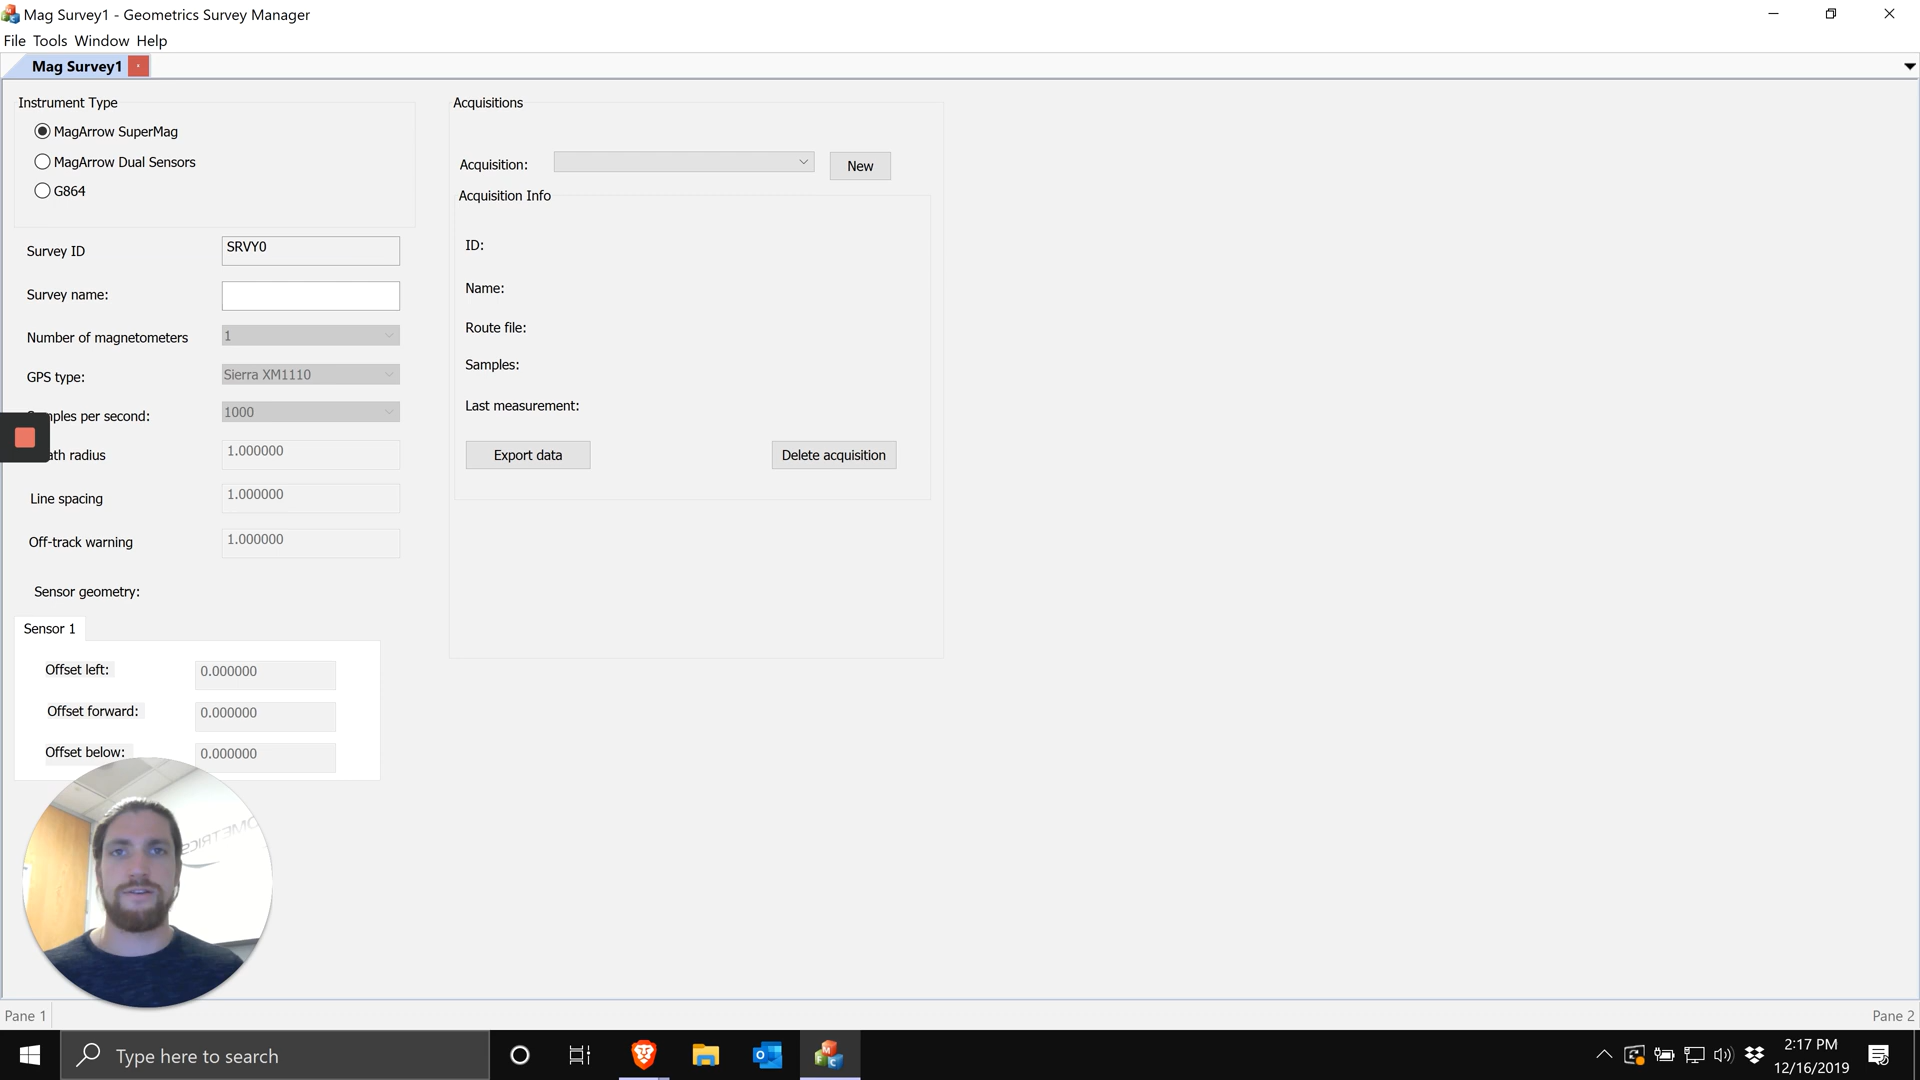 Mag Survey1 - Geometrics Survey Manager
File Tools Window Help
Mag Survey1
Instrument Type
MagArrow SuperMag
MagArrow Dual Sensors
G864
Survey ID
SRVY0
Survey name:
Number of magnetometers
1
GPS type:
Sierra XM1110
per second:
1000
radius
1.000000
Line spacing
1.000000
Off-track warning
1.000000
Sensor geometry:
Sensor 1
Offset left:
0.000000
Offset forward:
0.000000
Offset below:
0.000000
Acquisitions
Acquisition:
New
Acquisition Info
ID:
Name:
Route file:
Samples:
Last measurement:
Export data
Delete acquisition
Pane 1
Pane 2
Type here to search
2:17 PM
12/16/2019